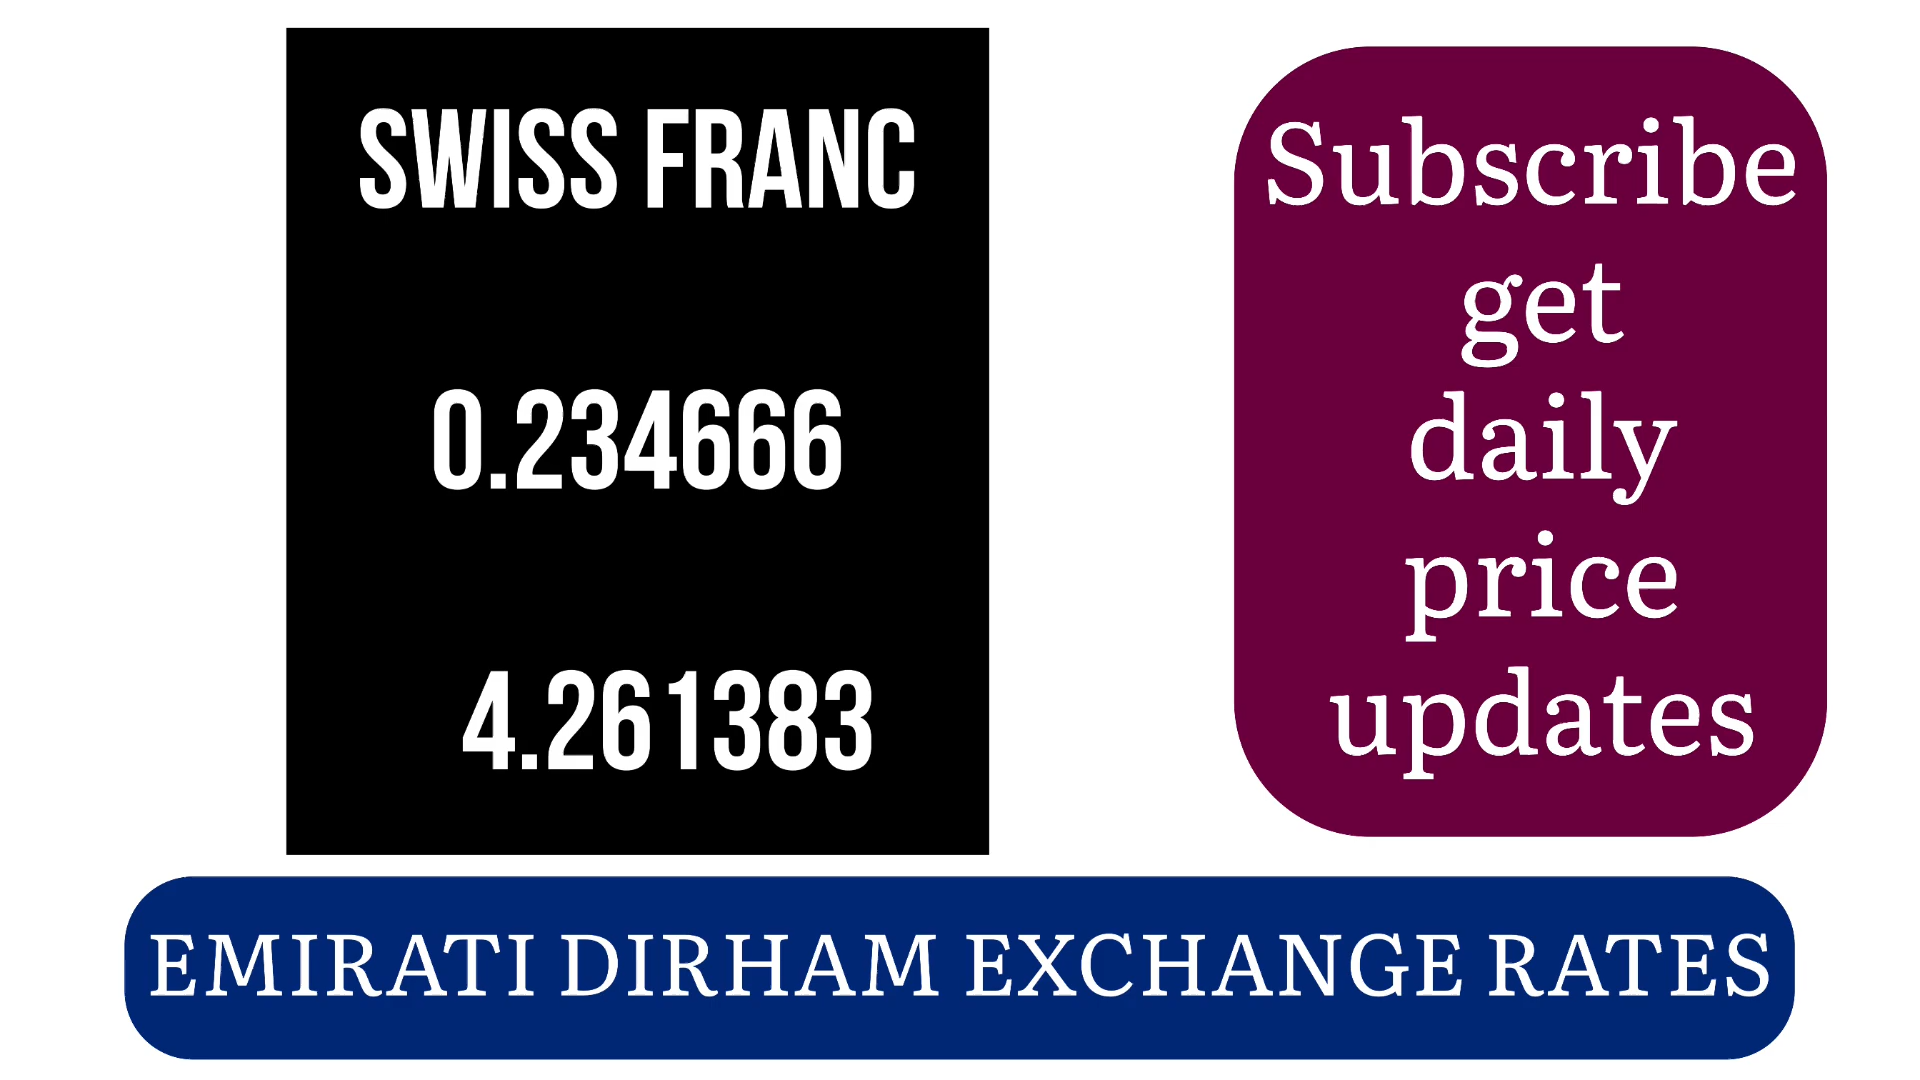 SWISS FRANC
0.234666
4.261383
Subscribe
get
daily
price
updates
EMIRATI DIRHAM EXCHANGE RATES